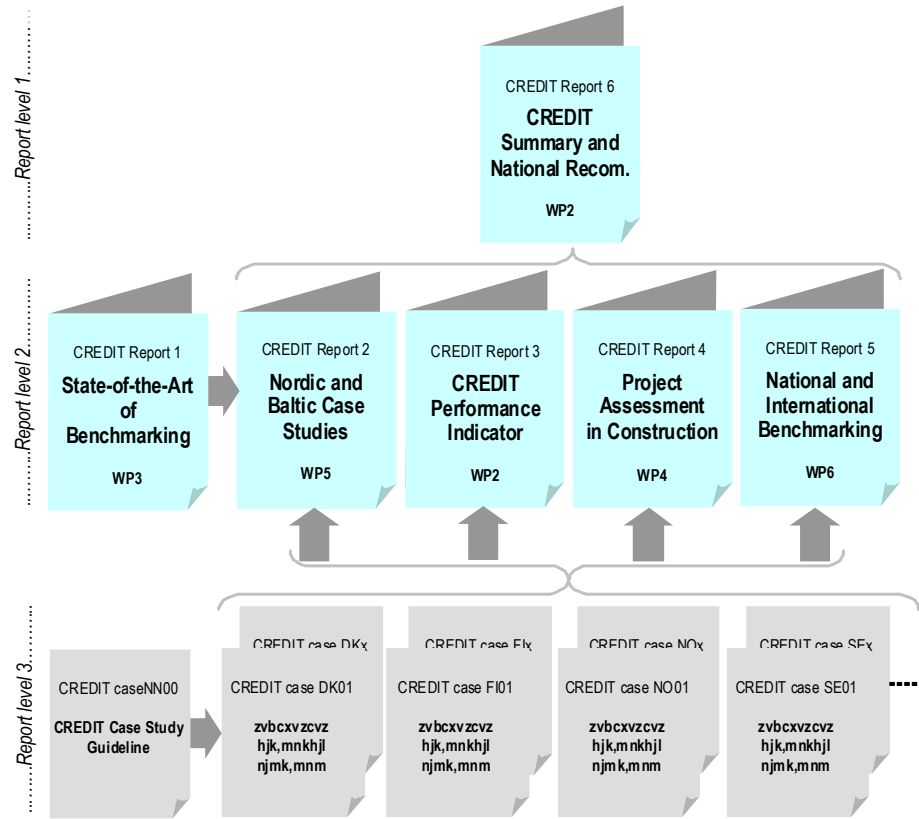 Report level 1
CREDIT Report 6
CREDIT
Summary and
National Recom.
WP2
Report level 2
CREDIT Report 1
State-of-the-Art
of
Benchmarking
WP3
CREDIT Report 2
Nordic and
Baltic Case
Studies
WP5
CREDIT Report 3
CREDIT
Performance
Indicator
WP2
CREDIT Report 4
Project
Assessment
in Construction
WP4
CREDIT Report 5
National and
International
Benchmarking
WP6
Report level 3
CREDIT caseNN00
CREDIT Case Study
Guideline
CREDIT case DKx
CREDIT case DK01
zvbcxvzcvz
hjk,mnkhjl
njmk,mnm
CREDIT case FIx
CREDIT case FI01
zvbcxvzcvz
hjk,mnkhjl
njmk,mnm
CREDIT case NOx
CREDIT case NO01
zvbcxvzcvz
hjk,mnkhjl
njmk,mnm
CREDIT case SEx
CREDIT case SE01
zvbcxvzcvz
hjk,mnkhjl
njmk,mnm